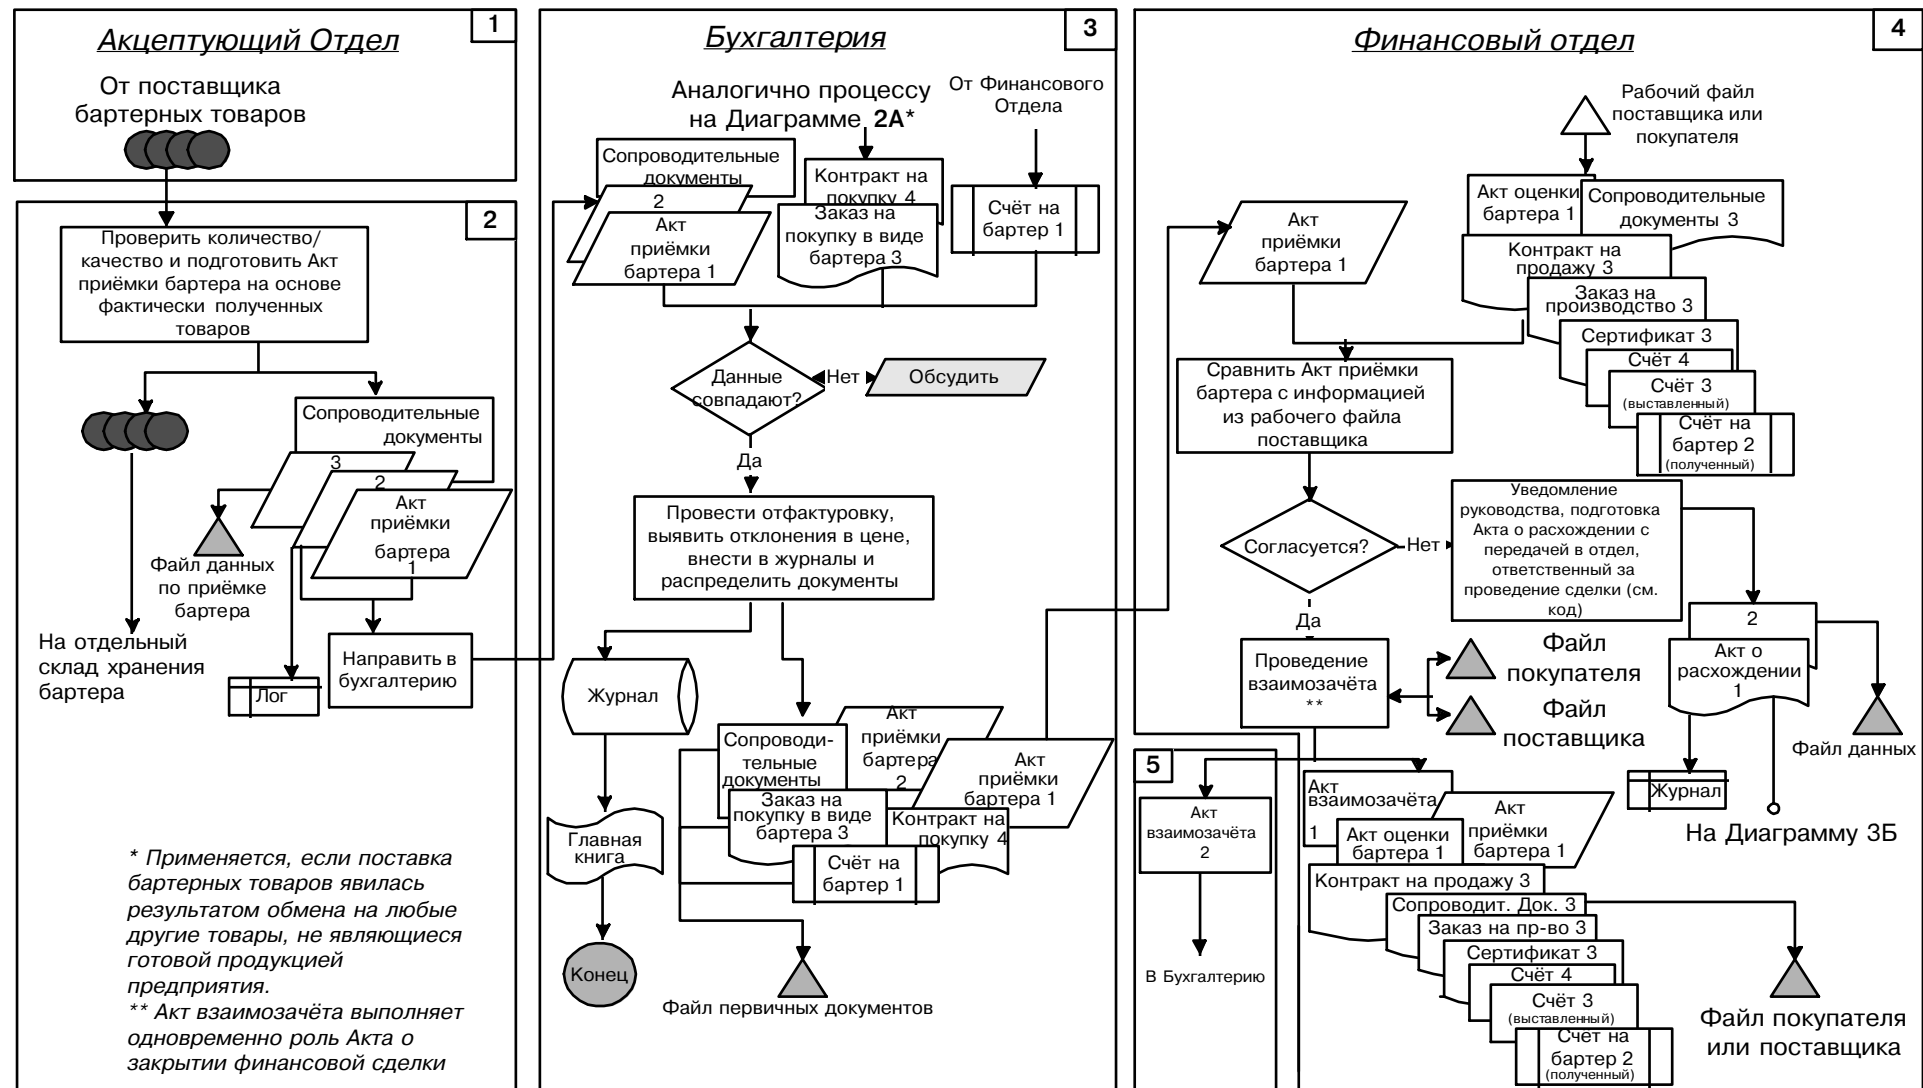 Акцептующий Отдел
1
От поставщика
бартерных товаров
2
Проверить количество/
качество и подготовить Акт
приёмки бартера на основе
фактически полученных
товаров
Сопроводительные
документы
3
2
Акт
приёмки
бартера
1
Файл данных
по приёмке
бартера
На отдельный
склад хранения
бартера
Лог
Направить в
бухгалтерию
* Применяется, если поставка
бартерных товаров явилась
результатом обмена на любые
другие товары, не являющиеся
готовой продукцией
предприятия.
** Акт взаимозачёта выполняет
одновременно роль Акта о
закрытии финансовой сделки
Бухгалтерия
3
Аналогично процессу
на Диаграмме 2А*
От Финансового
Отдела
Сопроводительные
документы
2
Акт
приёмки
бартера 1
Контракт на
покупку 4
Заказ на
покупку в виде
бартера 3
Счёт на
бартер 1
Данные
совпадают?
Нет
Обсудить
Да
Провести отфактуровку,
выявить отклонения в цене,
внести в журналы и
распределить документы
Журнал
Главная
книга
Конец
Сопроводи-
тельные
документы
Акт
приёмки
бартера
2
Акт
приёмки
бартера 1
Заказ на
покупку в виде
бартера 3
Контракт на
покупку 4
Счёт на
бартер 1
Файл первичных документов
Финансовый отдел
4
Рабочий файл
поставщика или
покупателя
Акт
приёмки
бартера 1
Акт оценки
бартера 1
Сопроводительные
документы 3
Контракт на
продажу 3
Заказ на
производство 3
Сертификат 3
Счёт 4
Счёт 3
(выставленный)
Счёт на
бартер 2
(полученный)
Сравнить Акт приёмки
бартера с информацией
из рабочего файла
поставщика
Согласуется?
Нет
Уведомление
руководства, подготовка
Акта о расхождении с
передачей в отдел,
ответственный за
проведение сделки (см.
код)
Да
Проведение
взаимозачёта
**
Файл
покупателя
Файл
поставщика
2
Акт о
расхождении
1
Файл данных
Журнал
На Диаграмму 3Б
5
Акт
взаимозачёта
2
В Бухгалтерию
Акт
взаимозачёта
1
Акт
приёмки
бартера 1
Акт оценки
бартера 1
Контракт на продажу 3
Сопроводит. Док. 3
Заказ на пр-во 3
Сертификат 3
Счёт 4
Счёт 3
(выставленный)
Счёт на
бартер 2
(полученный)
Файл покупателя
или поставщика